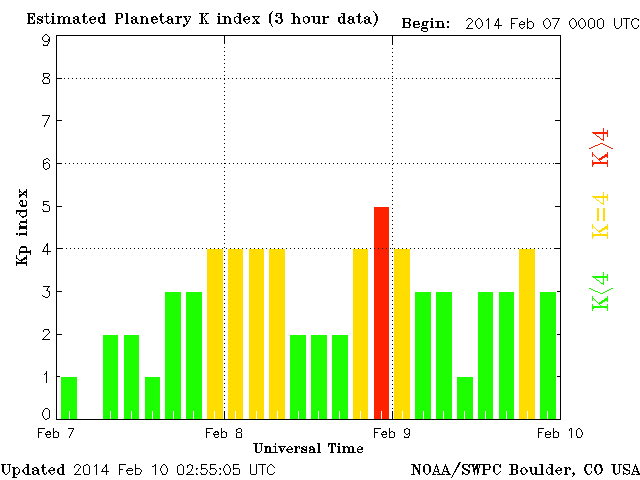 Estimated Planetary K index (3 hour data)
Begin: 2014 Feb 07 0000 UTC
9
8
7
6
5
4
3
2
1
0
Kp index
K>4
K=4
K<4
Feb 7
Feb 8
Feb 9
Feb 10
Universal Time
Updated 2014 Feb 10 02:55:05 UTC
NOAA/SWPC Boulder, CO USA